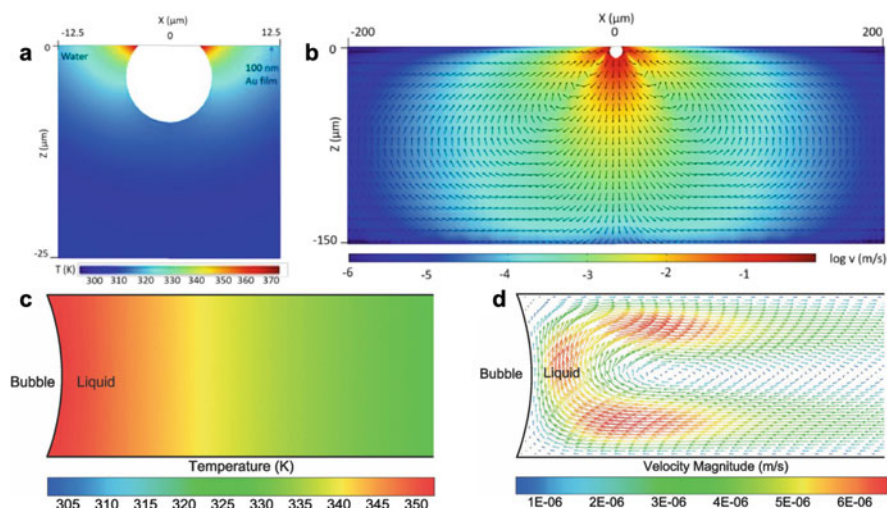 a
X (μm)
-12.5
0
12.5
0
Water
100 nm
Au film
Z (μm)
-25
T (K)
300 310 320 330 340 350 360 370
b
X (μm)
-200
0
200
0
Z (μm)
-150
log v (m/s)
-6 -5 -4 -3 -2 -1
c
Bubble
Liquid
Temperature (K)
305 310 315 320 325 330 335 340 345 350
d
Bubble
Liquid
Velocity Magnitude (m/s)
1E-06 2E-06 3E-06 4E-06 5E-06 6E-06